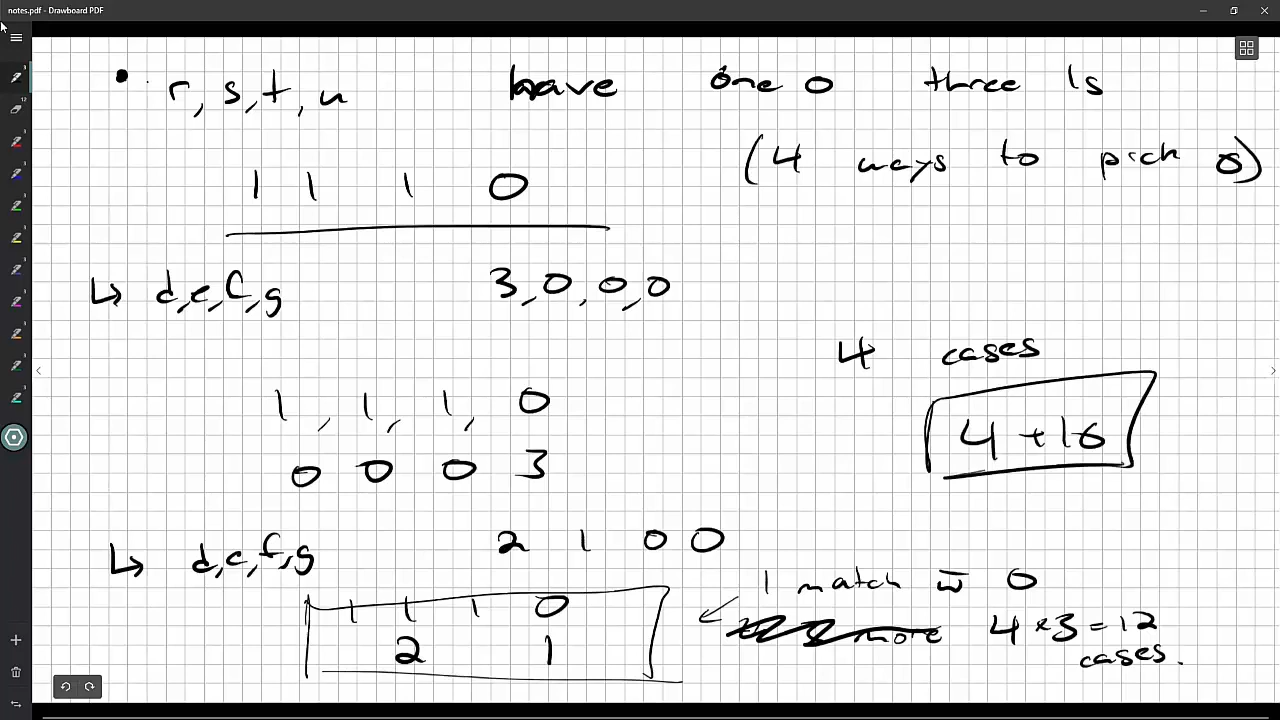 notes.pdf - Drawboard PDF
• r, s, t, u have one 0 three 1s
(4 ways to pick 0)
1 1 1 0
↳ d,e,f,g 3,0,0,0
4 cases
1, 1, 1, 0
4 + 16
0 0 0 3
↳ d,e,f,g 2 1 0 0
1 match w̄ 0
1 1 1 0
more 4 × 3 = 12
2 1
cases.